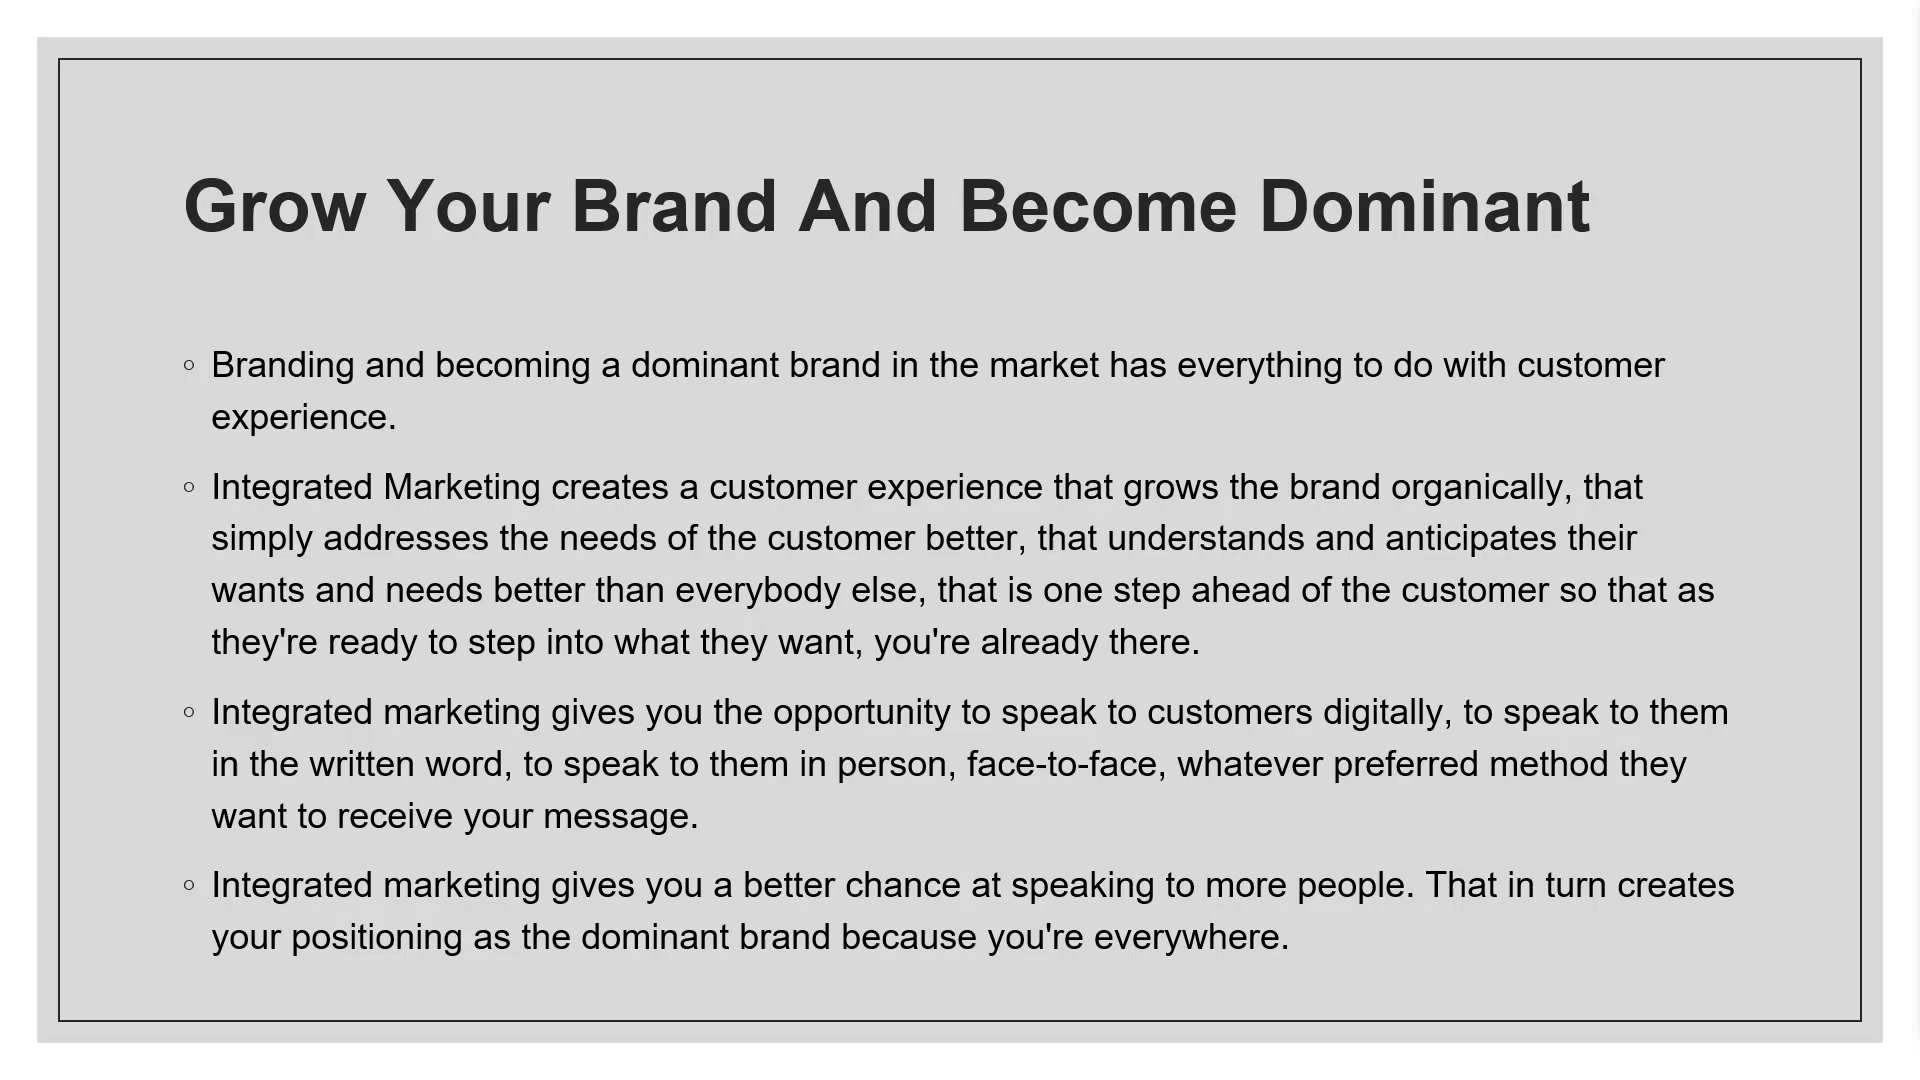 Grow Your Brand And Become Dominant
◦ Branding and becoming a dominant brand in the market has everything to do with customer
experience.
◦ Integrated Marketing creates a customer experience that grows the brand organically, that
simply addresses the needs of the customer better, that understands and anticipates their
wants and needs better than everybody else, that is one step ahead of the customer so that as
they're ready to step into what they want, you're already there.
◦ Integrated marketing gives you the opportunity to speak to customers digitally, to speak to them
in the written word, to speak to them in person, face-to-face, whatever preferred method they
want to receive your message.
◦ Integrated marketing gives you a better chance at speaking to more people. That in turn creates
your positioning as the dominant brand because you're everywhere.